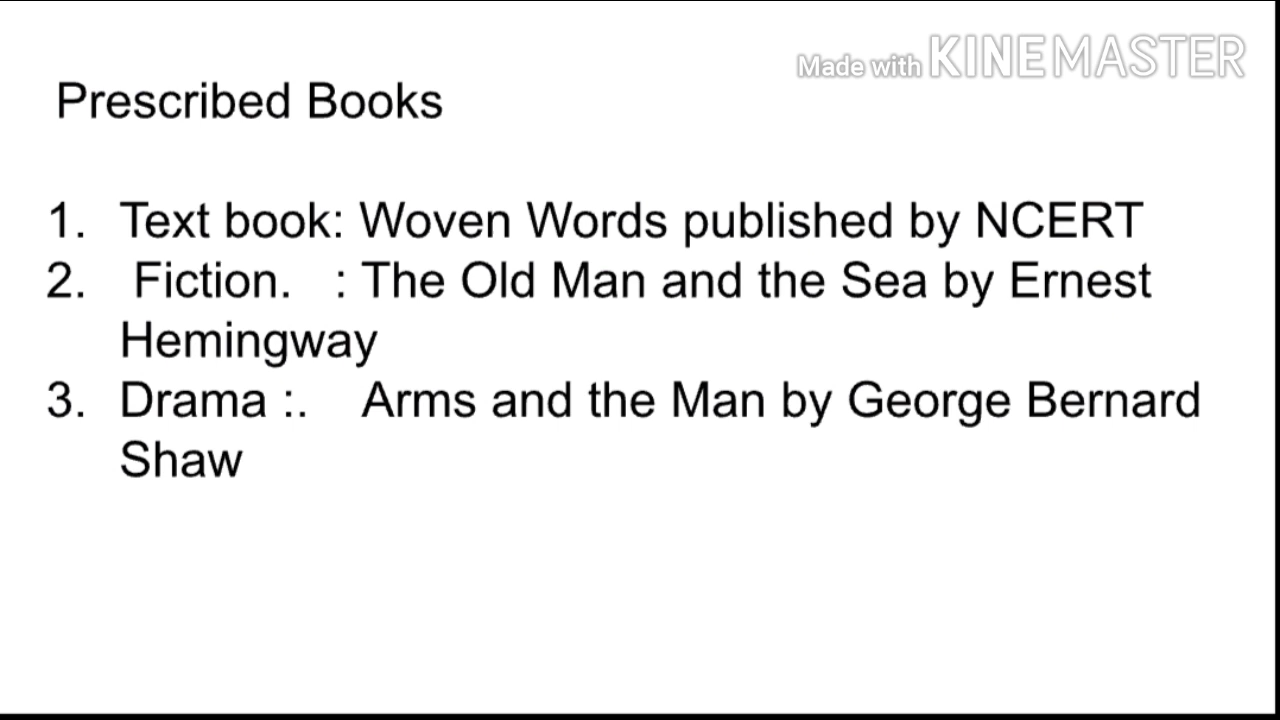 Made with KINEMASTER
Prescribed Books
1. Text book: Woven Words published by NCERT
2. Fiction. : The Old Man and the Sea by Ernest
Hemingway
3. Drama :. Arms and the Man by George Bernard
Shaw